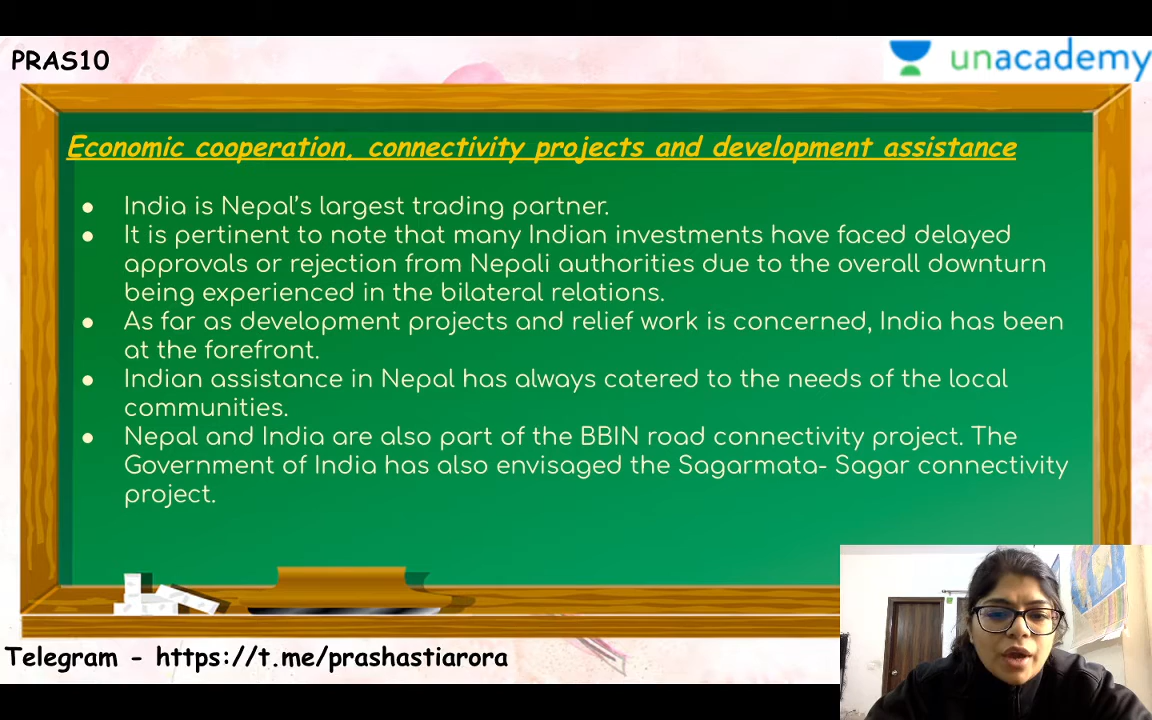 PRAS10
unacademy
Economic cooperation, connectivity projects and development assistance
● India is Nepal’s largest trading partner.
● It is pertinent to note that many Indian investments have faced delayed
approvals or rejection from Nepali authorities due to the overall downturn
being experienced in the bilateral relations.
● As far as development projects and relief work is concerned, India has been
at the forefront.
● Indian assistance in Nepal has always catered to the needs of the local
communities.
● Nepal and India are also part of the BBIN road connectivity project. The
Government of India has also envisaged the Sagarmata- Sagar connectivity
project.
Telegram - https://t.me/prashastiarora